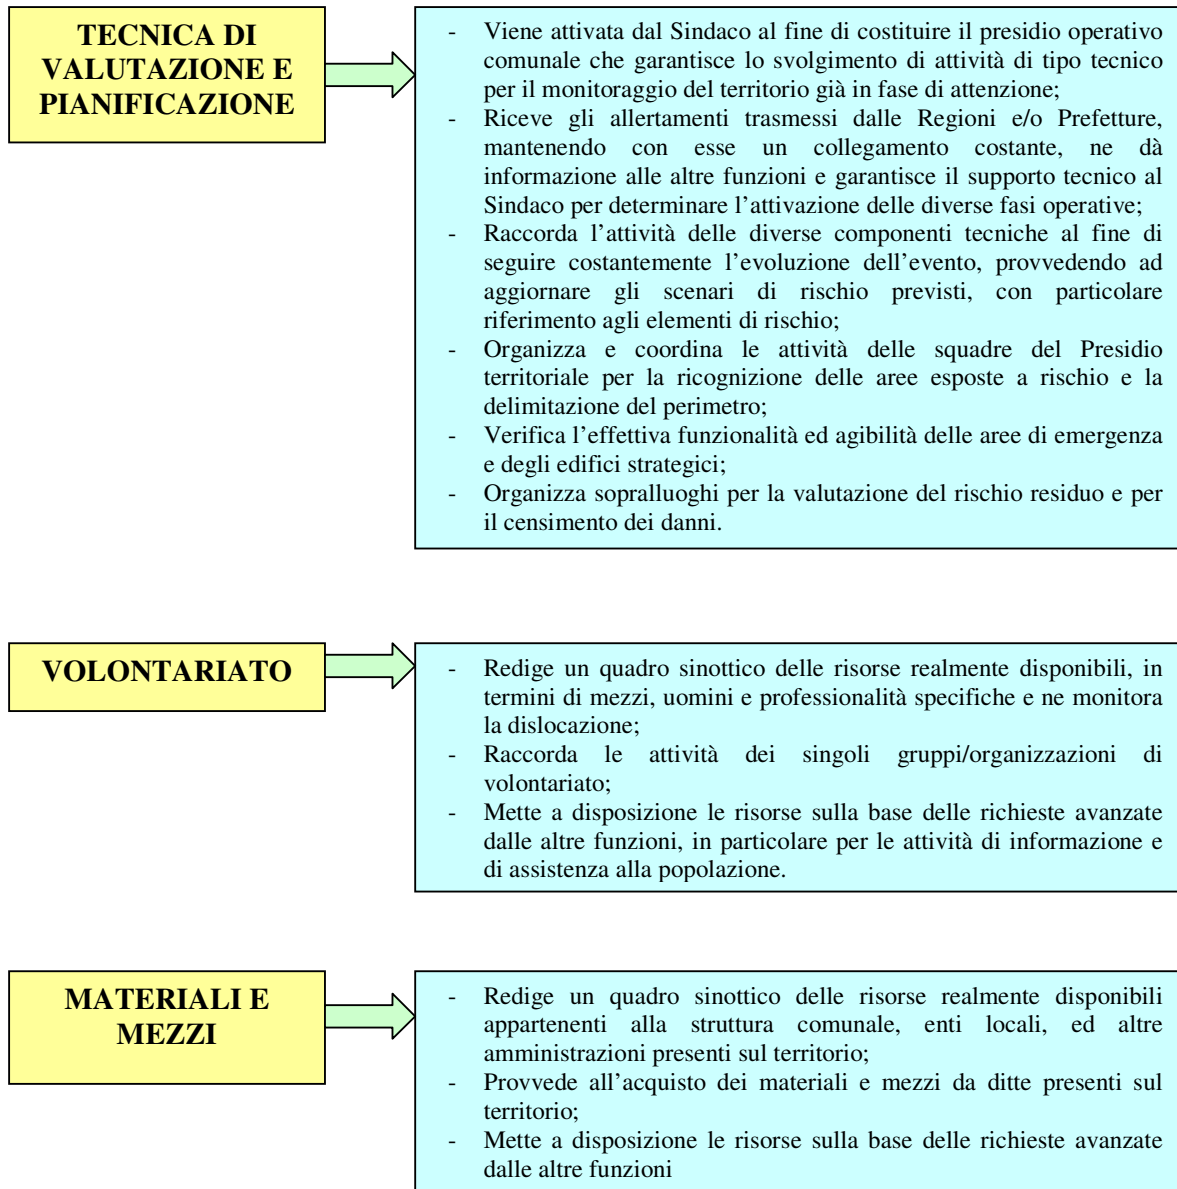 TECNICA DI
VALUTAZIONE E
PIANIFICAZIONE
- Viene attivata dal Sindaco al fine di costituire il presidio operativo
comunale che garantisce lo svolgimento di attività di tipo tecnico
per il monitoraggio del territorio già in fase di attenzione;
- Riceve gli allertamenti trasmessi dalle Regioni e/o Prefetture,
mantenendo con esse un collegamento costante, ne dà
informazione alle altre funzioni e garantisce il supporto tecnico al
Sindaco per determinare l’attivazione delle diverse fasi operative;
- Raccorda l’attività delle diverse componenti tecniche al fine di
seguire costantemente l’evoluzione dell’evento, provvedendo ad
aggiornare gli scenari di rischio previsti, con particolare
riferimento agli elementi di rischio;
- Organizza e coordina le attività delle squadre del Presidio
territoriale per la ricognizione delle aree esposte a rischio e la
delimitazione del perimetro;
- Verifica l’effettiva funzionalità ed agibilità delle aree di emergenza
e degli edifici strategici;
- Organizza sopralluoghi per la valutazione del rischio residuo e per
il censimento dei danni.
VOLONTARIATO
- Redige un quadro sinottico delle risorse realmente disponibili, in
termini di mezzi, uomini e professionalità specifiche e ne monitora
la dislocazione;
- Raccorda le attività dei singoli gruppi/organizzazioni di
volontariato;
- Mette a disposizione le risorse sulla base delle richieste avanzate
dalle altre funzioni, in particolare per le attività di informazione e
di assistenza alla popolazione.
MATERIALI E
MEZZI
- Redige un quadro sinottico delle risorse realmente disponibili
appartenenti alla struttura comunale, enti locali, ed altre
amministrazioni presenti sul territorio;
- Provvede all’acquisto dei materiali e mezzi da ditte presenti sul
territorio;
- Mette a disposizione le risorse sulla base delle richieste avanzate
dalle altre funzioni